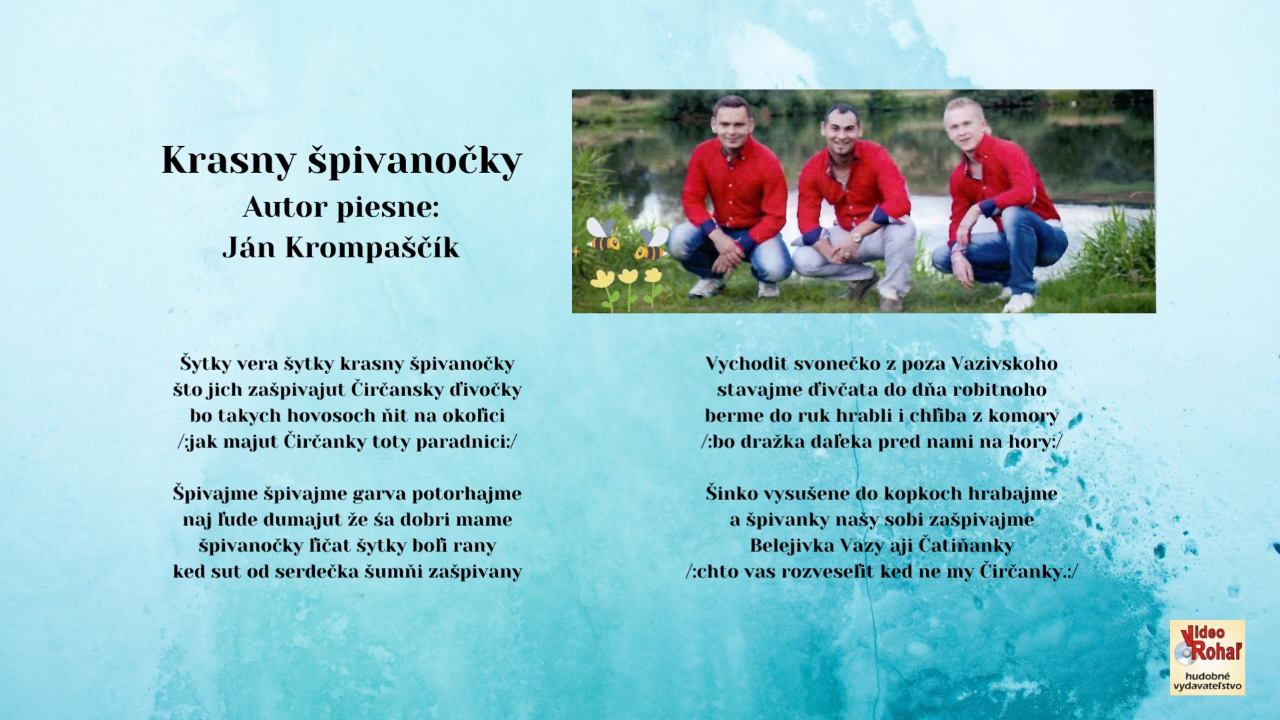 Krasny špivanočky
Autor piesne:
Ján Krompaščík
Šytky vera šytky krasny špivanočky
što jich zašpivajut Čirčansky ďivočky
bo takych hovosoch ňit na okoľici
/:jak majut Čirčanky toty paradnici:/
Špivajme špivajme garva potorhajme
naj ľude dumajut že śa dobri mame
špivanočky ľičat šytky boľi rany
ked sut od serdečka šumňi zašpivany
Vychodit svonečko z poza Vazivskoho
stavajme ďivčata do dňa robitnoho
berme do ruk hrabli i chľiba z komory
/:bo dražka daľeka pred nami na hory:/
Šinko vysušene do kopkoch hrabajme
a špivanky našy sobi zašpivajme
Belejivka Vazy aji Čatiňanky
/:chto vas rozveseľit ked ne my Čirčanky.:/
Video
Rohaľ
hudobné
vydavateľstvo